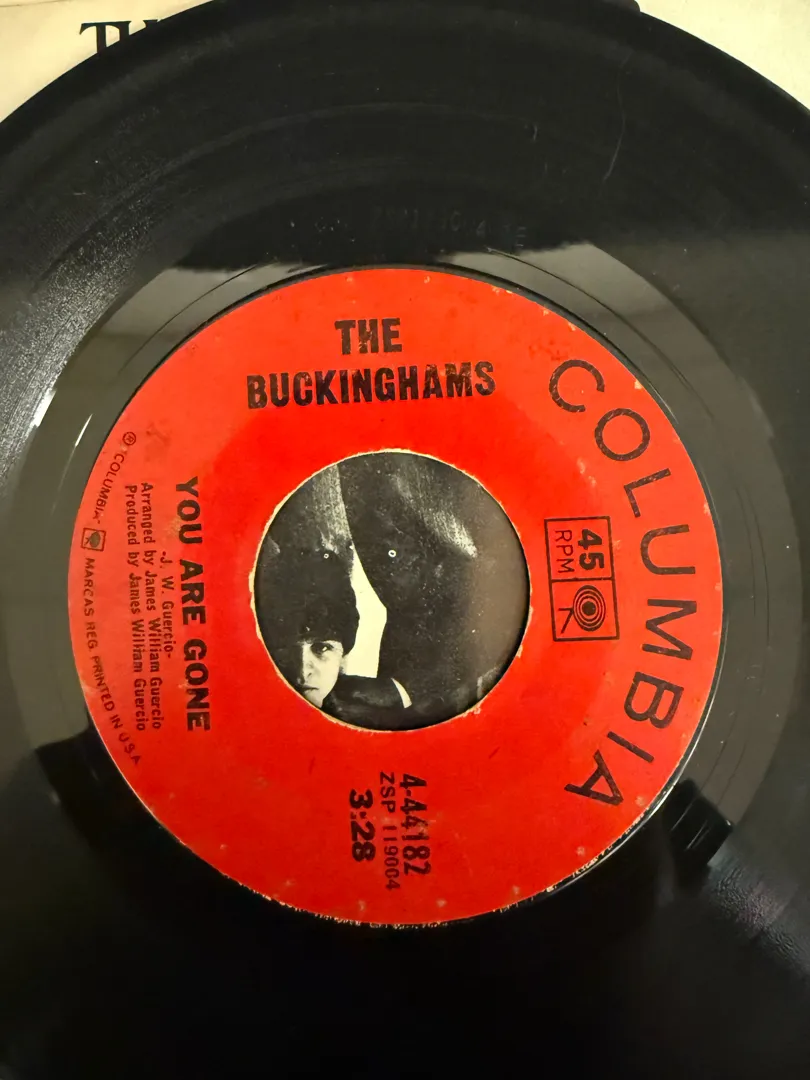 THE
BUCKINGHAMS
COLUMBIA
45
RPM
YOU ARE GONE
-J. W. Guercio-
Arranged by James William Guercio
Produced by James William Guercio
Ⓟ COLUMBIA MARCAS REG. PRINTED IN U.S.A.
4-44182
ZSP 119004
3:28